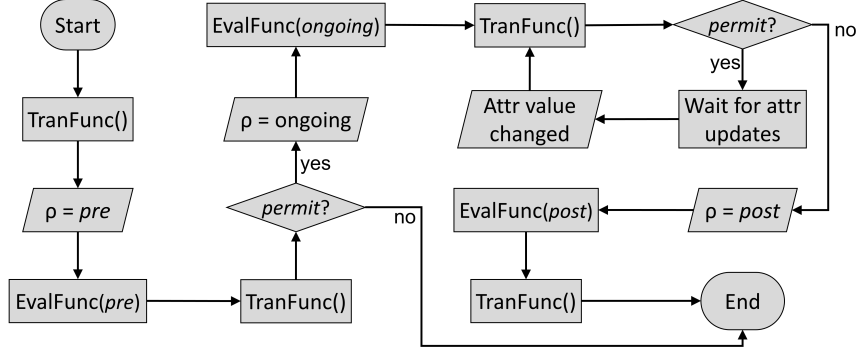 Start
TranFunc()
ρ = pre
EvalFunc(pre)
TranFunc()
permit?
yes
no
ρ = ongoing
EvalFunc(ongoing)
TranFunc()
permit?
yes
no
Wait for attr
updates
Attr value
changed
ρ = post
EvalFunc(post)
TranFunc()
End